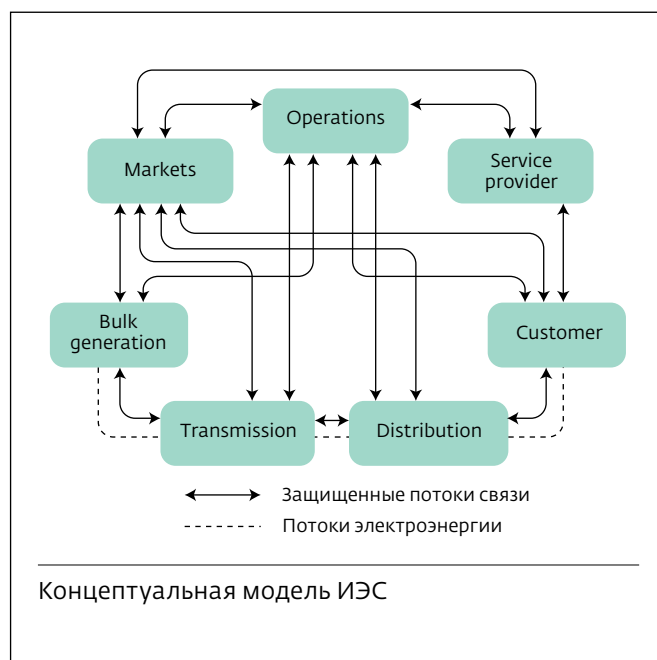 Operations
Markets
Service
provider
Bulk
generation
Customer
Transmission
Distribution
Защищенные потоки связи
Потоки электроэнергии
Концептуальная модель ИЭС